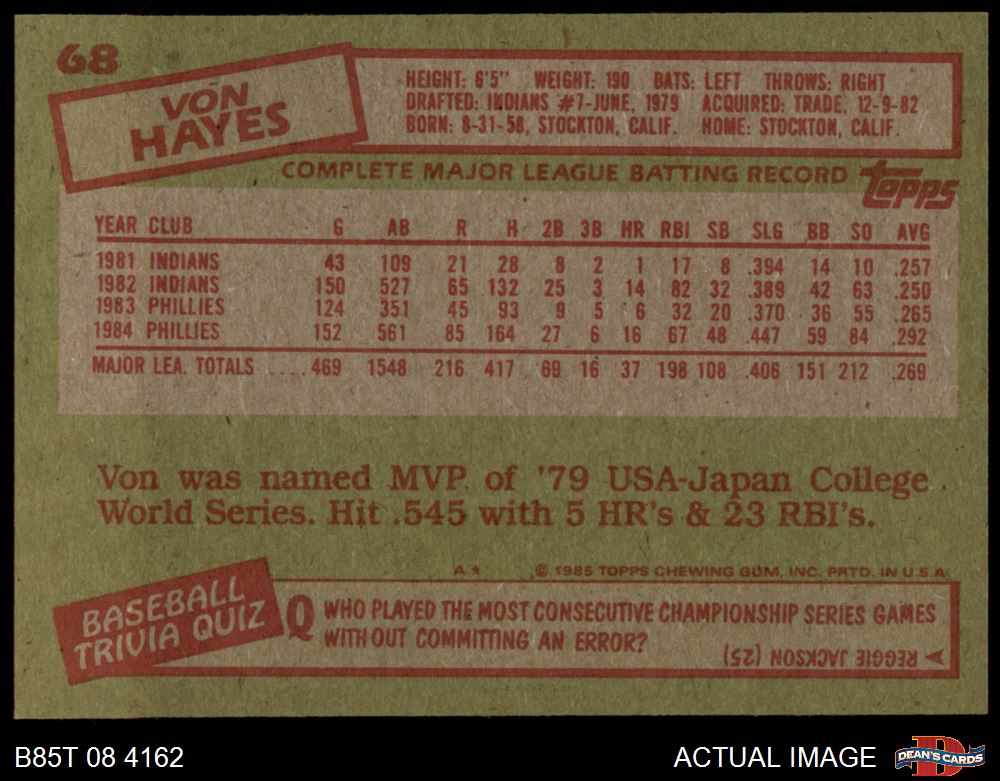 68
VON
HAYES
HEIGHT: 6'5" WEIGHT: 190 BATS: LEFT THROWS: RIGHT
DRAFTED: INDIANS #7-JUNE, 1979 ACQUIRED: TRADE, 12-9-82
BORN: 8-31-58, STOCKTON, CALIF. HOME: STOCKTON, CALIF.
COMPLETE MAJOR LEAGUE BATTING RECORD
topps
YEAR CLUB G AB R H 2B 3B HR RBI SB SLG BB SO AVG
1981 INDIANS 43 109 21 28 8 2 1 17 8 .394 14 10 .257
1982 INDIANS 150 527 65 132 25 3 14 82 32 .389 42 63 .250
1983 PHILLIES 124 351 45 93 9 5 6 32 20 .370 36 55 .265
1984 PHILLIES 152 561 85 164 27 6 16 67 48 .447 59 84 .292
MAJOR LEA. TOTALS .... 469 1548 216 417 69 16 37 198 108 .406 151 212 .269
Von was named MVP of '79 USA-Japan College
World Series. Hit .545 with 5 HR's & 23 RBI's.
A* © 1985 TOPPS CHEWING GUM, INC. PRTD. IN U.S.A.
BASEBALL
TRIVIA QUIZ
Q WHO PLAYED THE MOST CONSECUTIVE CHAMPIONSHIP SERIES GAMES
WITHOUT COMMITTING AN ERROR?
REGGIE JACKSON (25)
B85T 08 4162
ACTUAL IMAGE
D
DEAN'S CARDS